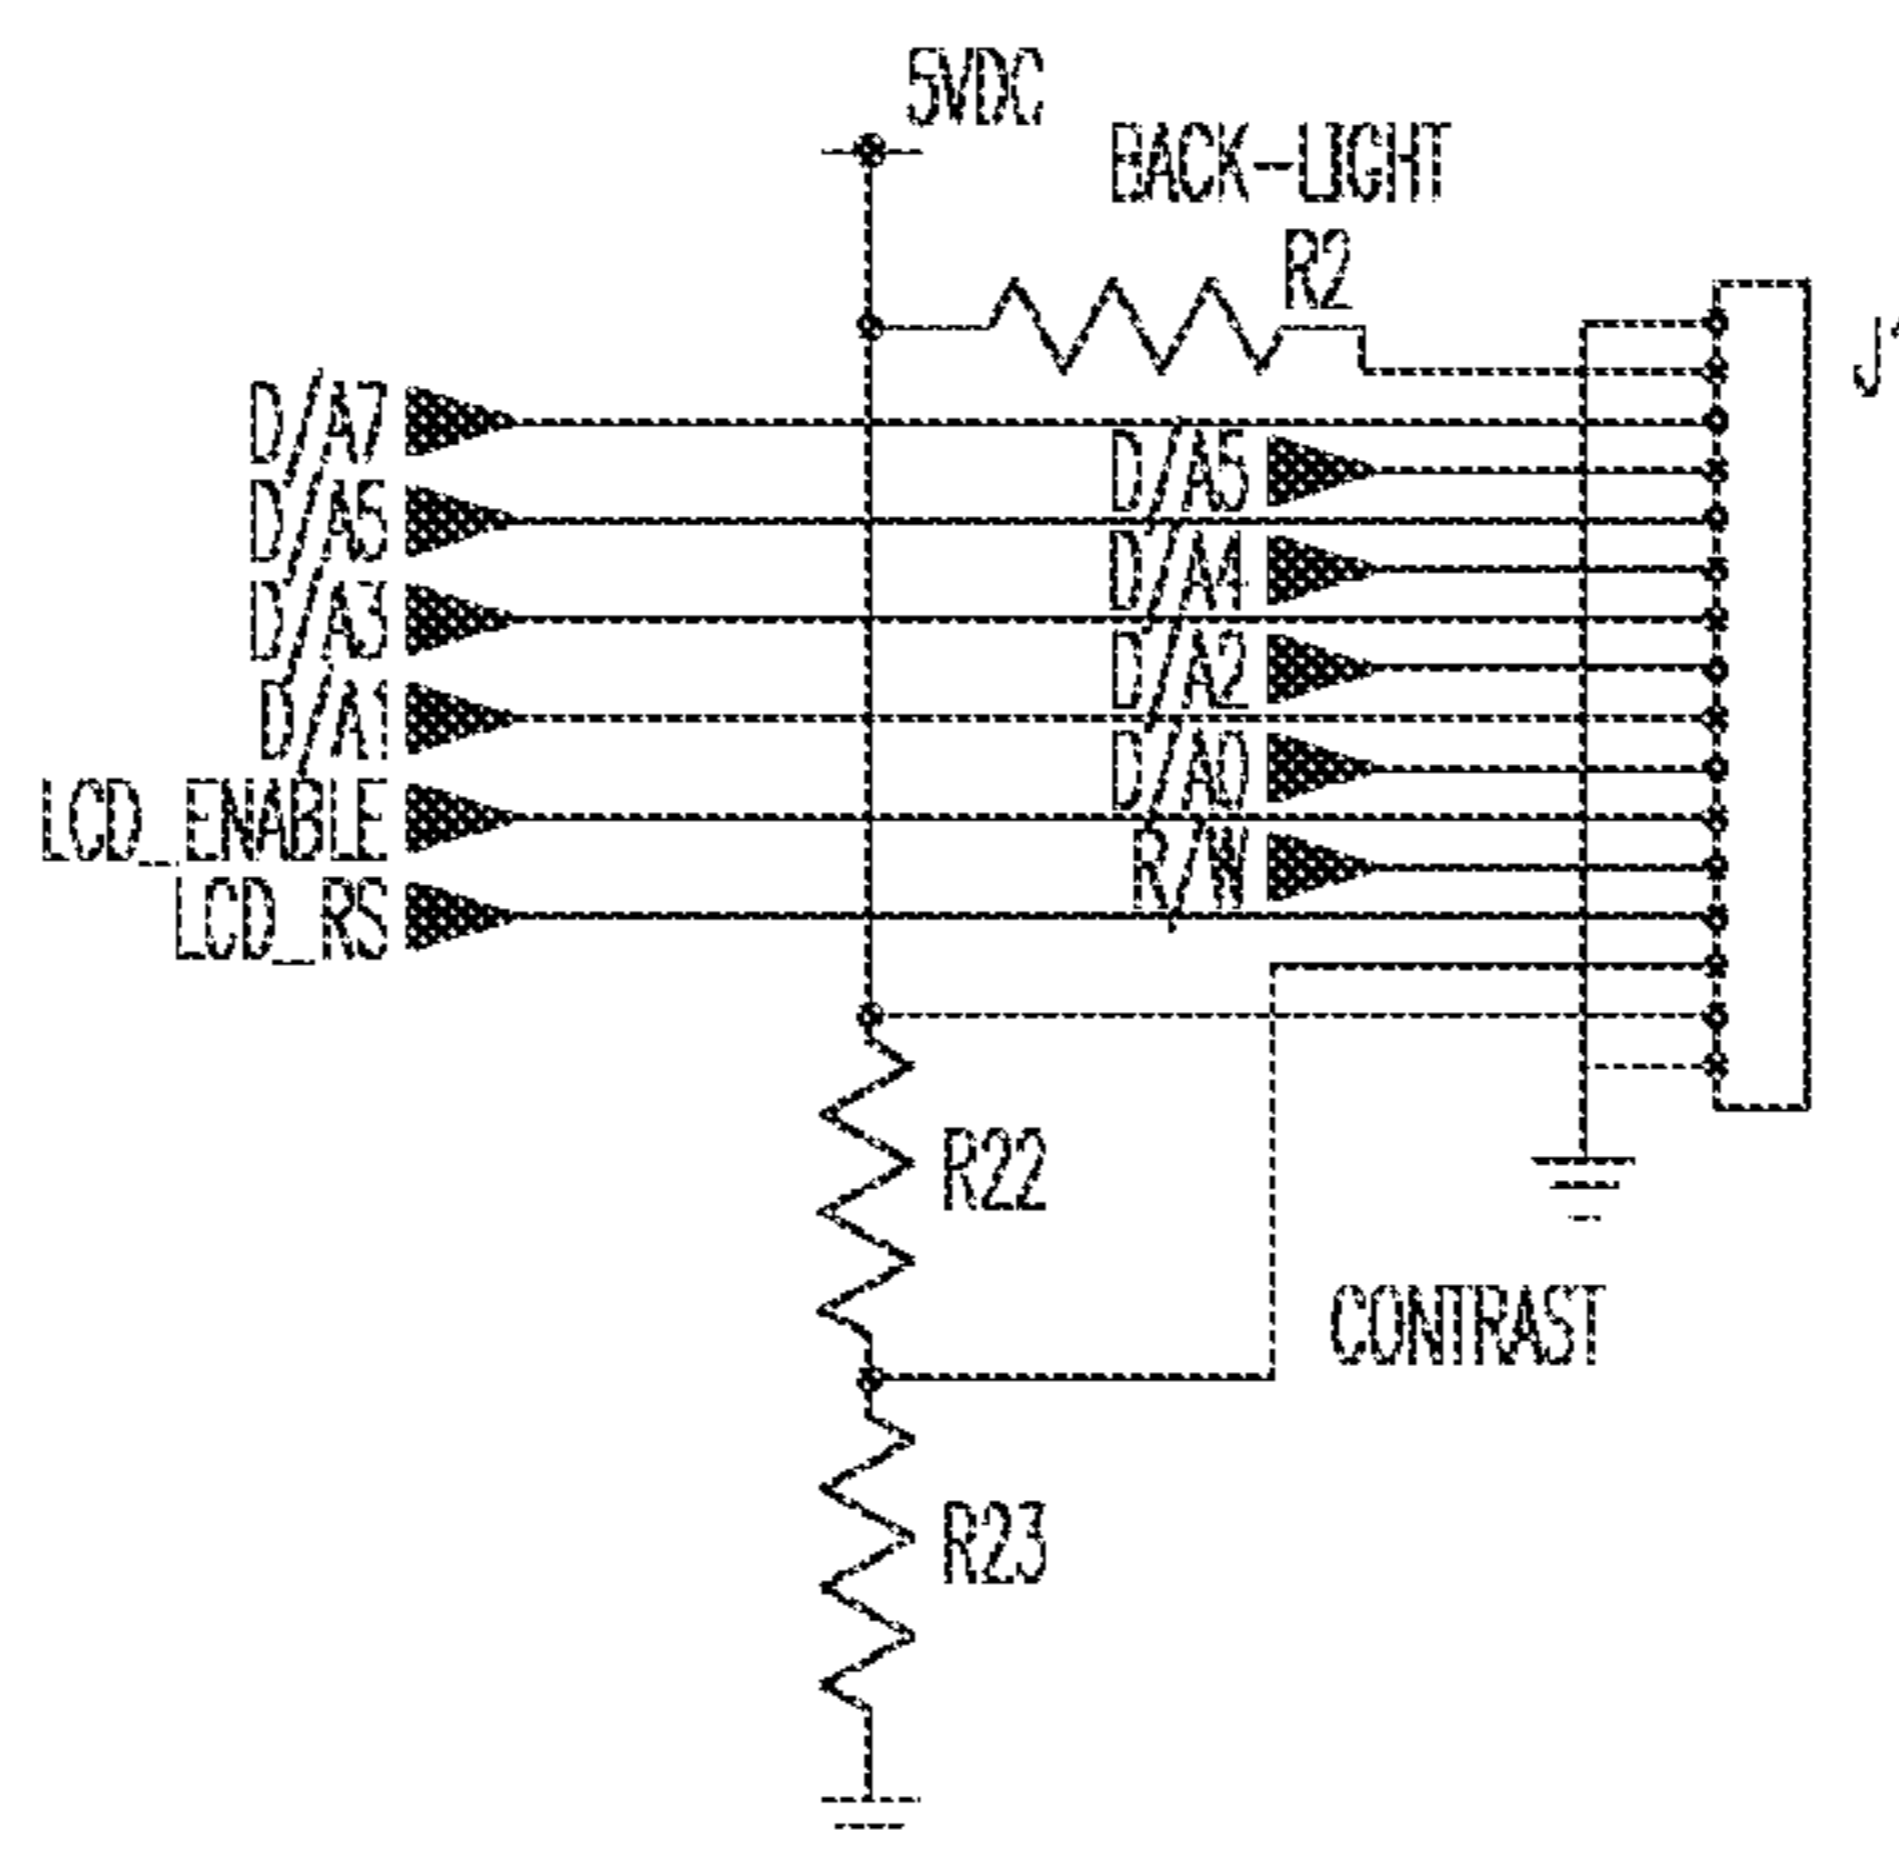 5VDC
BACK-LIGHT
R2
D/A7
D/A5
D/A5
D/A4
D/A3
D/A2
D/A1
D/A0
LCD_ENABLE
R/W
LCD_RS
R22
CONTRAST
R23